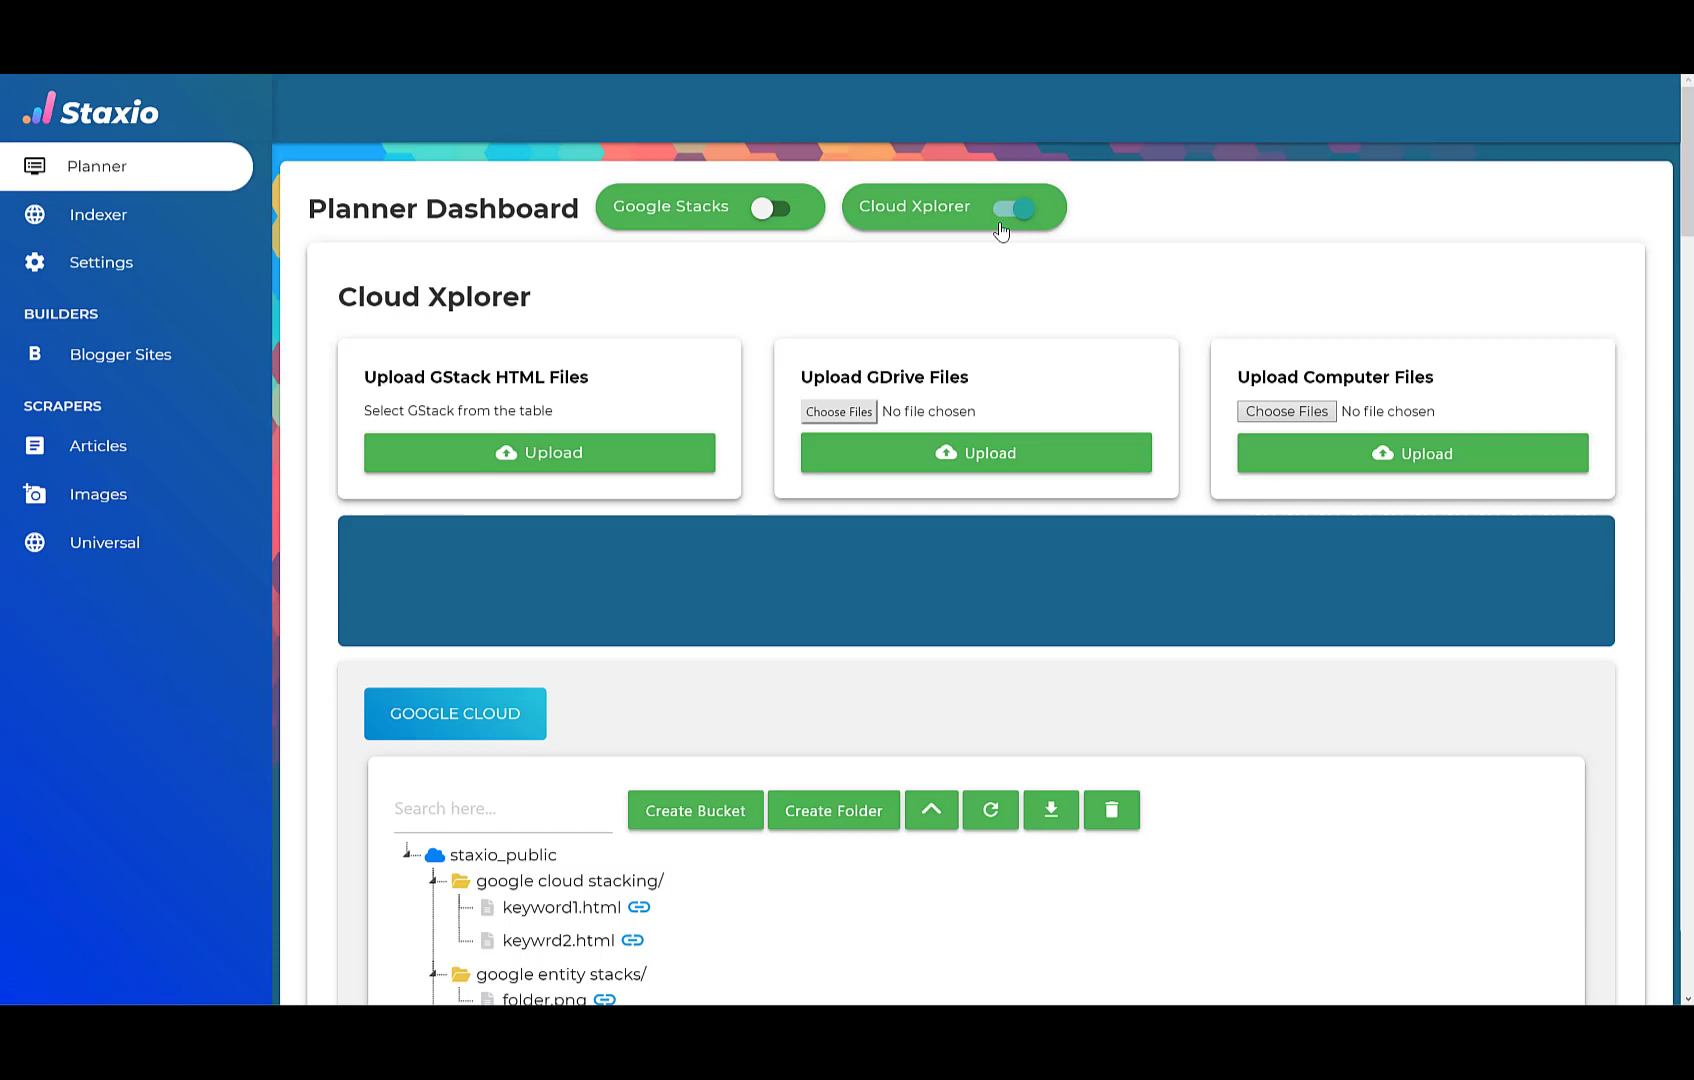 Staxio
Planner
Indexer
Settings
BUILDERS
B Blogger Sites
SCRAPERS
Articles
Images
Universal
Planner Dashboard
Google Stacks
Cloud Xplorer
Cloud Xplorer
Upload GStack HTML Files
Select GStack from the table
Upload
Upload GDrive Files
Choose Files No file chosen
Upload
Upload Computer Files
Choose Files No file chosen
Upload
GOOGLE CLOUD
Search here...
Create Bucket
Create Folder
staxio_public
google cloud stacking/
keyword1.html
keywrd2.html
google entity stacks/
folder.png